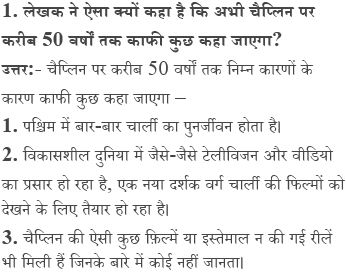 1. लेखक ने ऐसा क्यों कहा है कि अभी चैप्लिन पर
करीब 50 वर्षों तक काफी कुछ कहा जाएगा?
उत्तर:- चैप्लिन पर करीब 50 वर्षों तक निम्न कारणों के
कारण काफी कुछ कहा जाएगा –
1. पश्चिम में बार-बार चार्ली का पुनर्जीवन होता है।
2. विकासशील दुनिया में जैसे-जैसे टेलीविजन और वीडियो
का प्रसार हो रहा है, एक नया दर्शक वर्ग चार्ली की फिल्मों को
देखने के लिए तैयार हो रहा है।
3. चैप्लिन की ऐसी कुछ फ़िल्में या इस्तेमाल न की गई रीलें
भी मिली हैं जिनके बारे में कोई नहीं जानता।